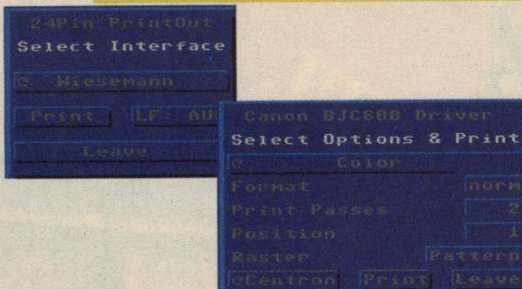 24Pin PrintOut
Select Interface
Wiesemann
Print LF: AU
Leave
Canon BJC600 Driver
Select Options & Print
Color
Format norm
Print Passes 2
Position 1
Raster Pattern
Centron Print Leave